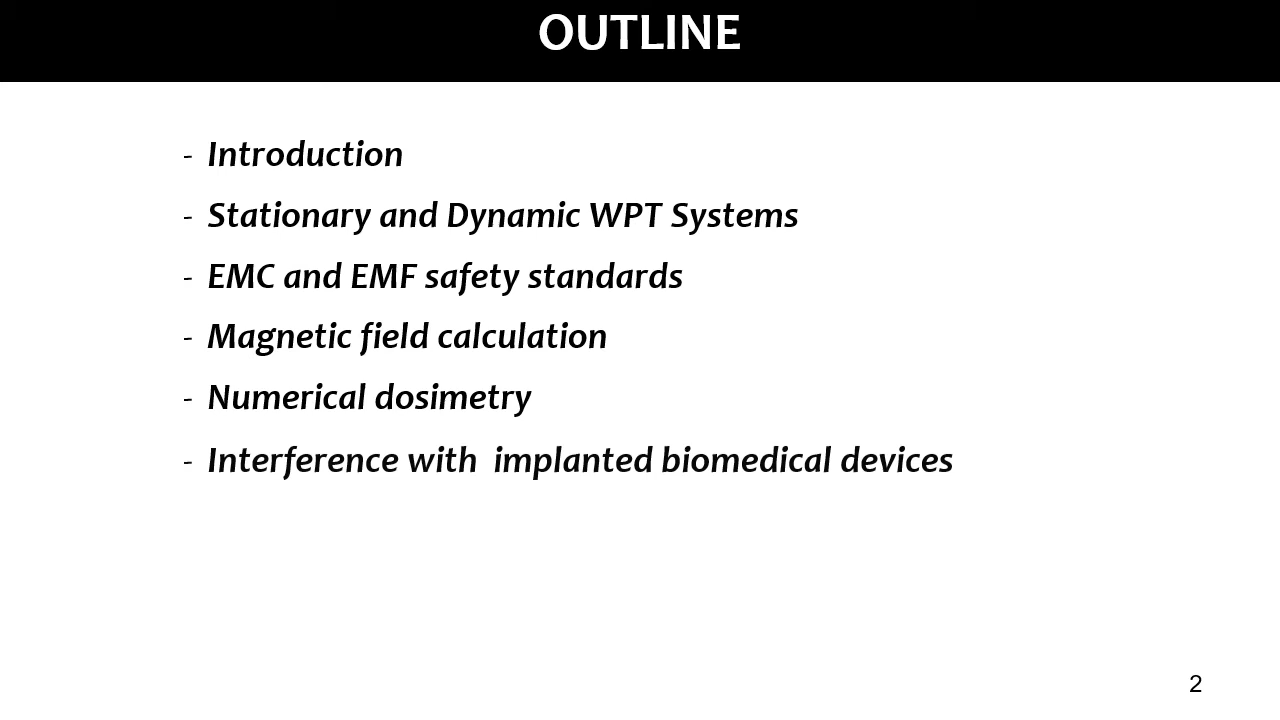 OUTLINE
- Introduction
- Stationary and Dynamic WPT Systems
- EMC and EMF safety standards
- Magnetic field calculation
- Numerical dosimetry
- Interference with  implanted biomedical devices
2